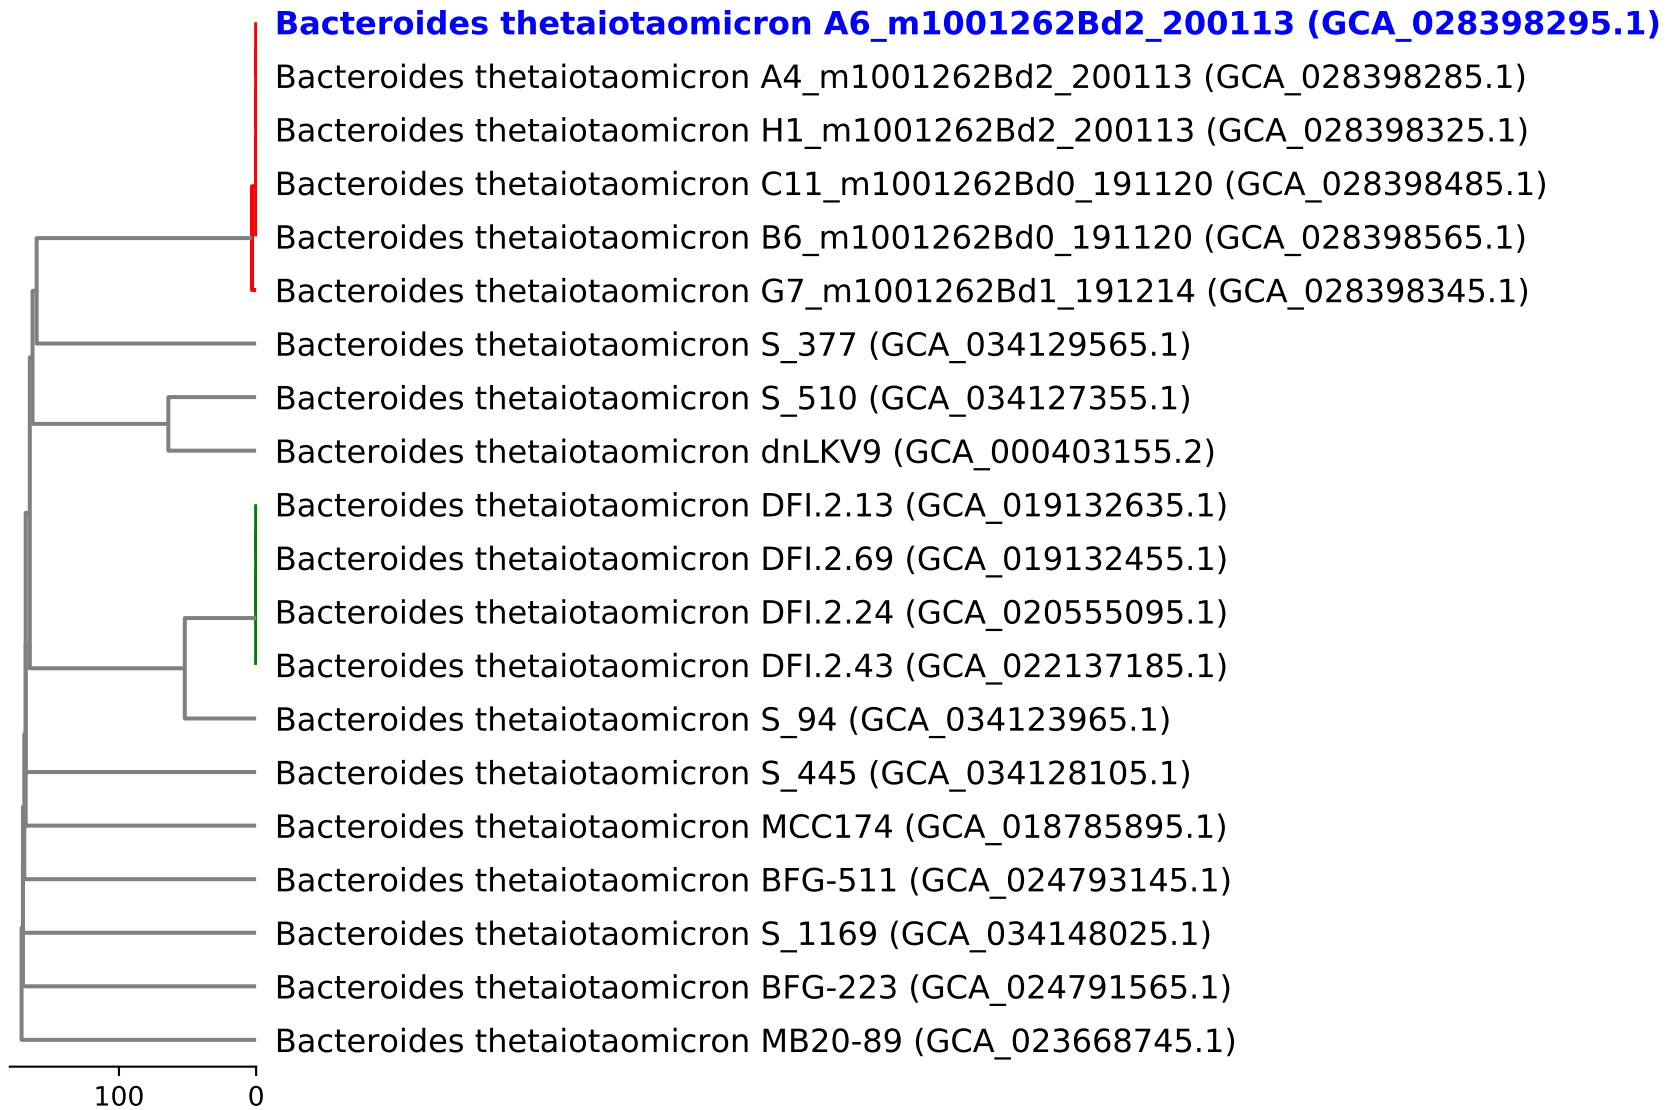 Bacteroides thetaiotaomicron A6_m1001262Bd2_200113 (GCA_028398295.1)
Bacteroides thetaiotaomicron A4_m1001262Bd2_200113 (GCA_028398285.1)
Bacteroides thetaiotaomicron H1_m1001262Bd2_200113 (GCA_028398325.1)
Bacteroides thetaiotaomicron C11_m1001262Bd0_191120 (GCA_028398485.1)
Bacteroides thetaiotaomicron B6_m1001262Bd0_191120 (GCA_028398565.1)
Bacteroides thetaiotaomicron G7_m1001262Bd1_191214 (GCA_028398345.1)
Bacteroides thetaiotaomicron S_377 (GCA_034129565.1)
Bacteroides thetaiotaomicron S_510 (GCA_034127355.1)
Bacteroides thetaiotaomicron dnLKV9 (GCA_000403155.2)
Bacteroides thetaiotaomicron DFI.2.13 (GCA_019132635.1)
Bacteroides thetaiotaomicron DFI.2.69 (GCA_019132455.1)
Bacteroides thetaiotaomicron DFI.2.24 (GCA_020555095.1)
Bacteroides thetaiotaomicron DFI.2.43 (GCA_022137185.1)
Bacteroides thetaiotaomicron S_94 (GCA_034123965.1)
Bacteroides thetaiotaomicron S_445 (GCA_034128105.1)
Bacteroides thetaiotaomicron MCC174 (GCA_018785895.1)
Bacteroides thetaiotaomicron BFG-511 (GCA_024793145.1)
Bacteroides thetaiotaomicron S_1169 (GCA_034148025.1)
Bacteroides thetaiotaomicron BFG-223 (GCA_024791565.1)
Bacteroides thetaiotaomicron MB20-89 (GCA_023668745.1)
100 0